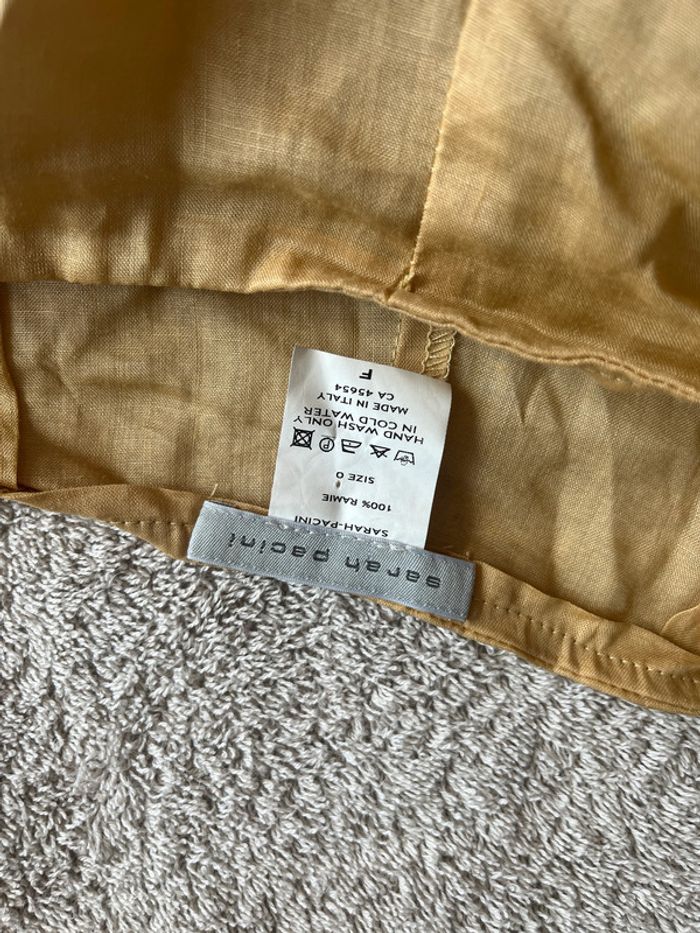 sarah pacini
SARAH-PACINI
100% RAMIE
SIZE 0
P
HAND WASH ONLY
IN COLD WATER
MADE IN ITALY
CA 45654
F